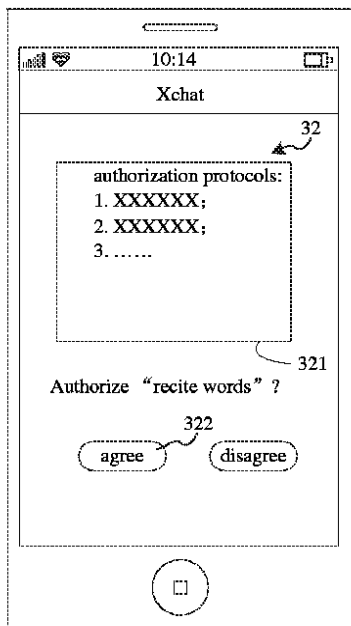 10:14
Xchat
32
authorization protocols:
1. XXXXXX;
2. XXXXXX;
3. ......
321
Authorize “recite words” ?
322
agree disagree